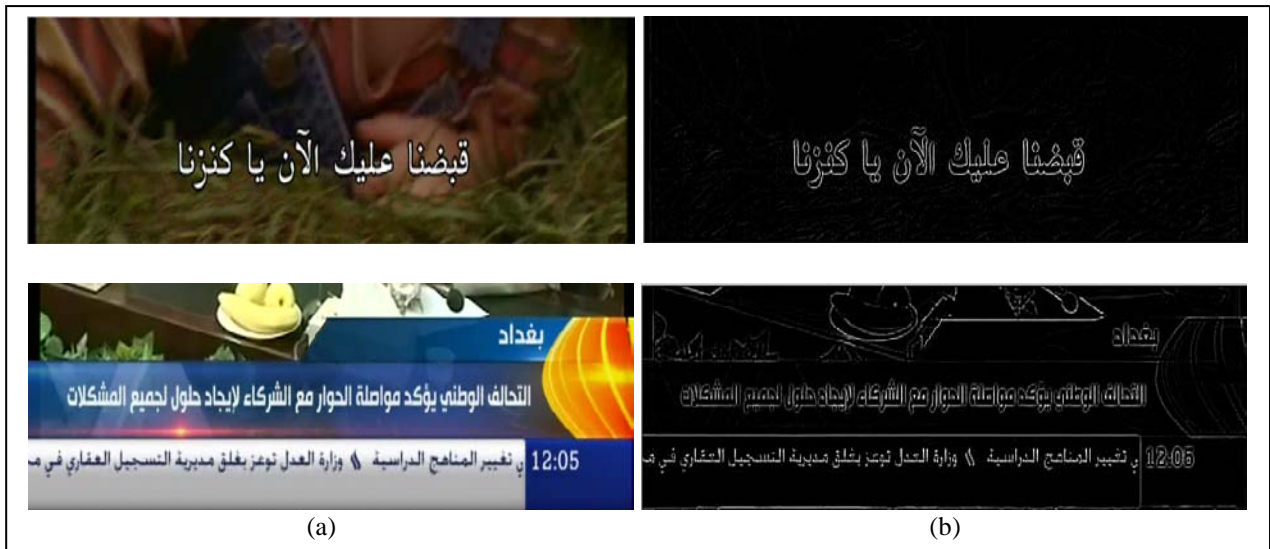 قبضنا عليك الآن يا كنزنا
قبضنا عليك الآن يا كنزنا
بغداد
التحالف الوطني يؤكد مواصلة الحوار مع الشركاء لإيجاد حلول لجميع المشكلات
12:05 ي تغيير المناهج الدراسية \\ وزارة العدل توعز بغلق مديرية التسجيل العقاري في مح
بغداد
التحالف الوطني يؤكد مواصلة الحوار مع الشركاء لإيجاد حلول لجميع المشكلات
12:05 ي تغيير المناهج الدراسية \\ وزارة العدل توعز بغلق مديرية التسجيل العقاري في مح
(a)
(b)